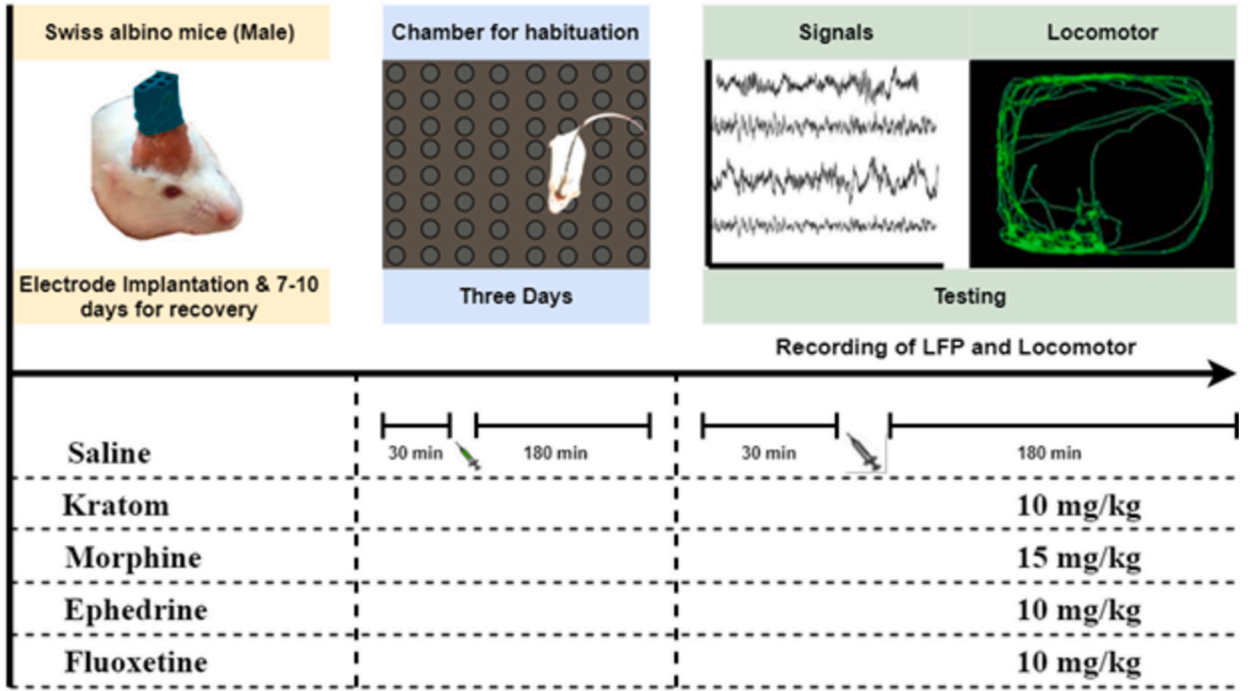 Swiss albino mice (Male)
Chamber for habituation
Signals
Locomotor
Electrode Implantation & 7-10
days for recovery
Three Days
Testing
Recording of LFP and Locomotor
Saline
30 min
180 min
30 min
180 min
Kratom
10 mg/kg
Morphine
15 mg/kg
Ephedrine
10 mg/kg
Fluoxetine
10 mg/kg